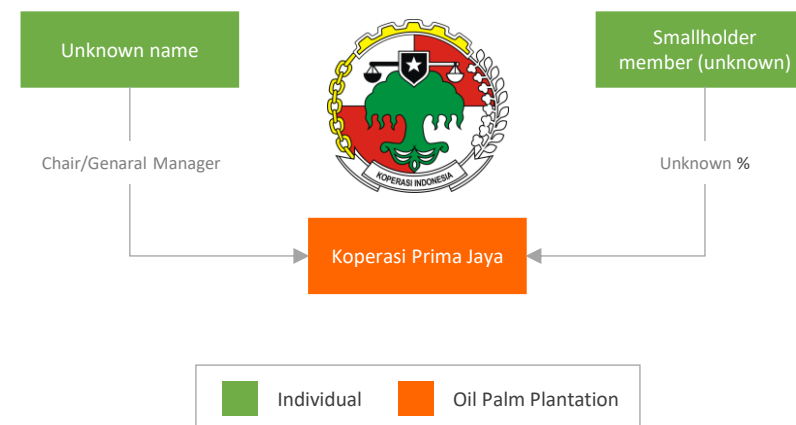 Unknown name
Smallholder
member (unknown)
Chair/Genaral Manager
Unknown %
KOPERASI INDONESIA
Koperasi Prima Jaya
Individual
Oil Palm Plantation